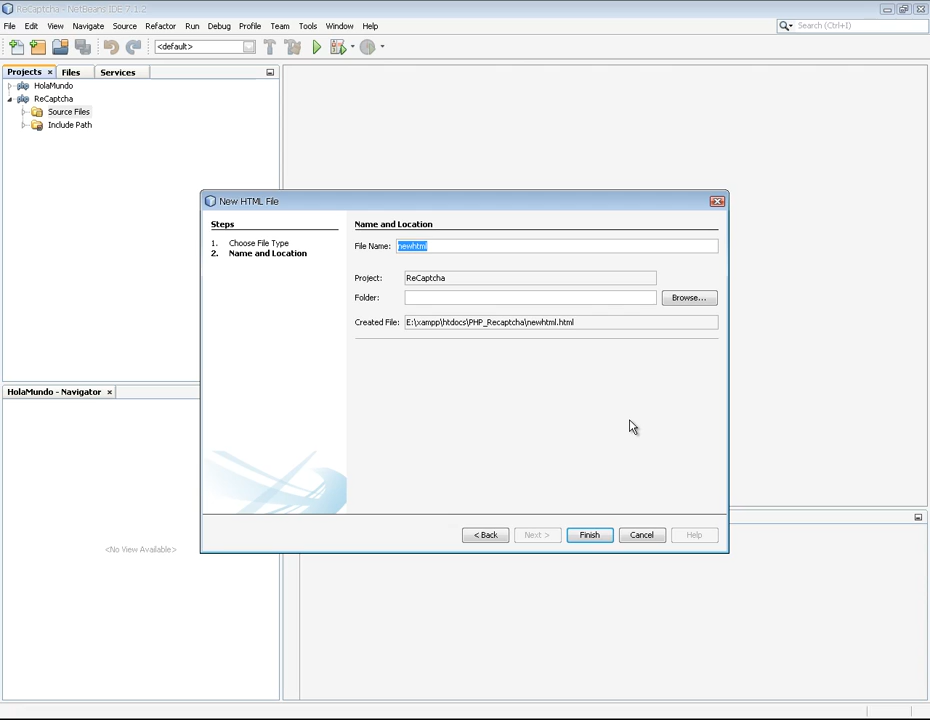 ReCaptcha - NetBeans IDE 7.1.2
File Edit View Navigate Source Refactor Run Debug Profile Team Tools Window Help
Search (Ctrl+I)
<default>
Projects Files Services
HolaMundo
ReCaptcha
Source Files
Include Path
New HTML File
Steps
1. Choose File Type
2. Name and Location
Name and Location
File Name: newhtml
Project: ReCaptcha
Folder:
Browse...
Created File: E:\xampp\htdocs\PHP_Recaptcha\newhtml.html
HolaMundo - Navigator
<No View Available>
< Back Next > Finish Cancel Help